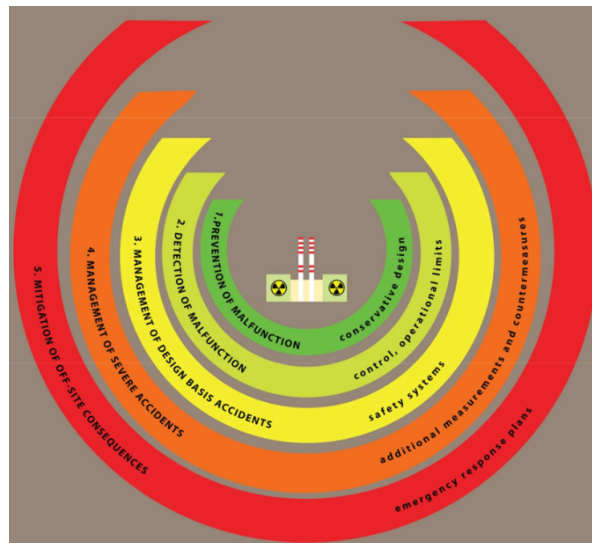 1.PREVENTION OF MALFUNCTION
conservative design
2. DETECTION OF MALFUNCTION
control, operational limits
3. MANAGEMENT OF DESIGN BASIS ACCIDENTS
safety systems
4. MANAGEMENT OF SEVERE ACCIDENTS
additional measurements and countermeasures
5. MITIGATION OF OFF-SITE CONSEQUENCES
emergency response plans